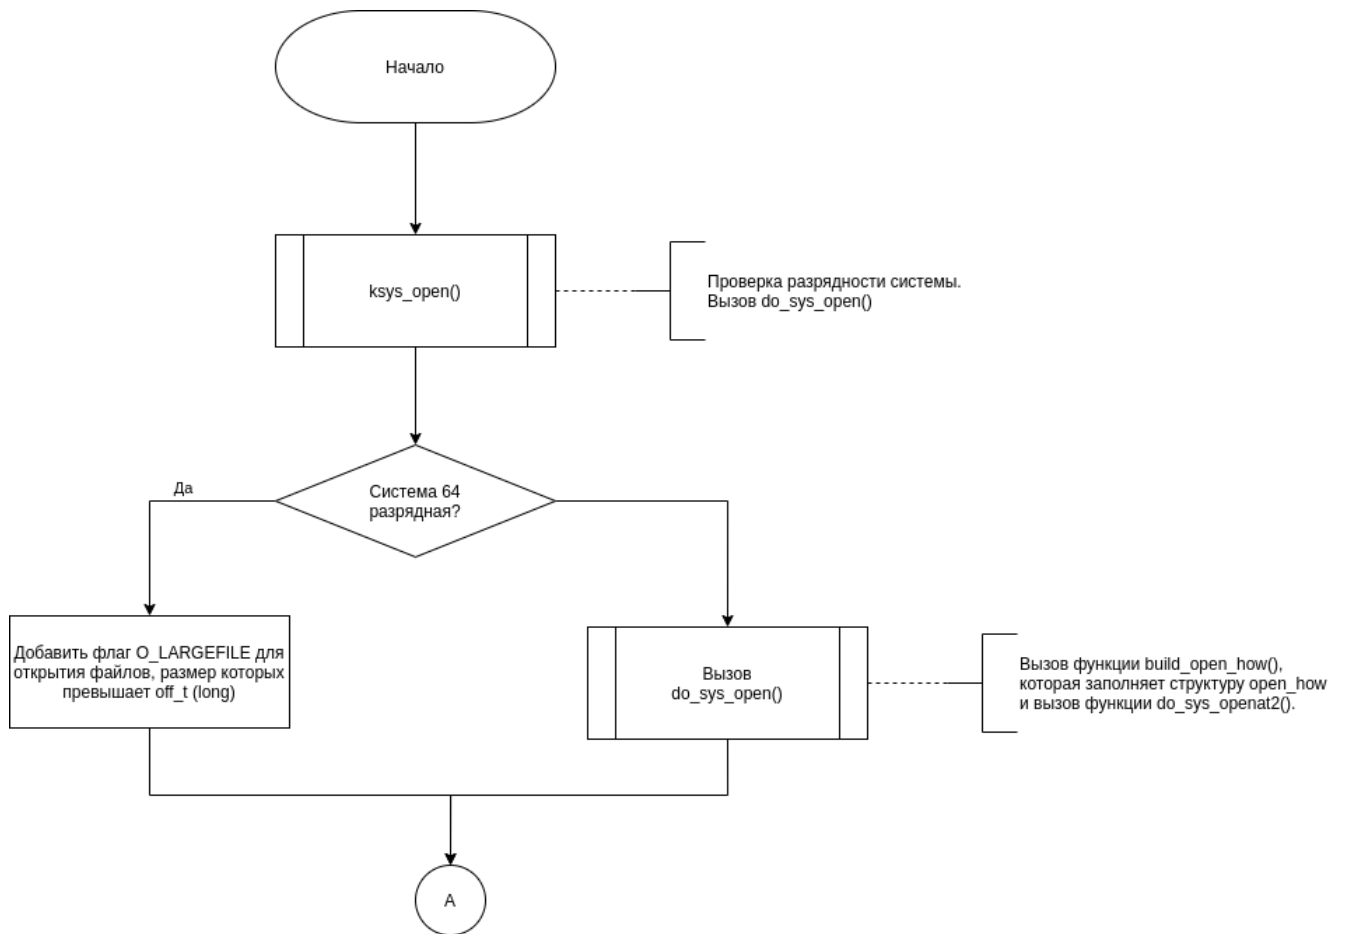 Начало
ksys_open()
Проверка разрядности системы.
Вызов do_sys_open()
Система 64
разрядная?
Да
Добавить флаг O_LARGEFILE для
открытия файлов, размер которых
превышает off_t (long)
Вызов
do_sys_open()
Вызов функции build_open_how(),
которая заполняет структуру open_how
и вызов функции do_sys_openat2().
A